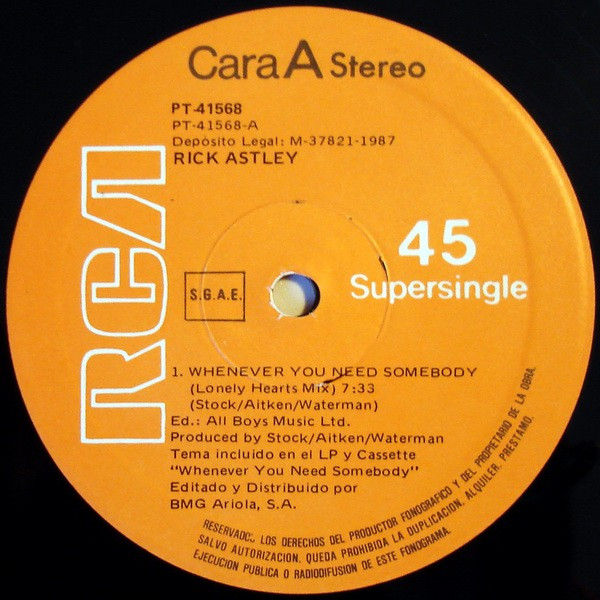 Cara A Stereo
PT-41568
PT-41568-A
Depósito Legal: M-37821-1987
RICK ASTLEY
RCA
45
Supersingle
S.G.A.E.
1. WHENEVER YOU NEED SOMEBODY
(Lonely Hearts Mix) 7:33
(Stock/Aitken/Waterman)
Ed.: All Boys Music Ltd.
Produced by Stock/Aitken/Waterman
Tema incluido en el LP y Cassette
"Whenever You Need Somebody"
Editado y Distribuido por
BMG Ariola, S.A.
RESERVADOS LOS DERECHOS DEL PRODUCTOR FONOGRAFICO Y DEL PROPIETARIO DE LA OBRA.
SALVO AUTORIZACION, QUEDA PROHIBIDA LA DUPLICACION, ALQUILER, PRESTAMO,
EJECUCION PUBLICA O RADIODIFUSION DE ESTE FONOGRAMA